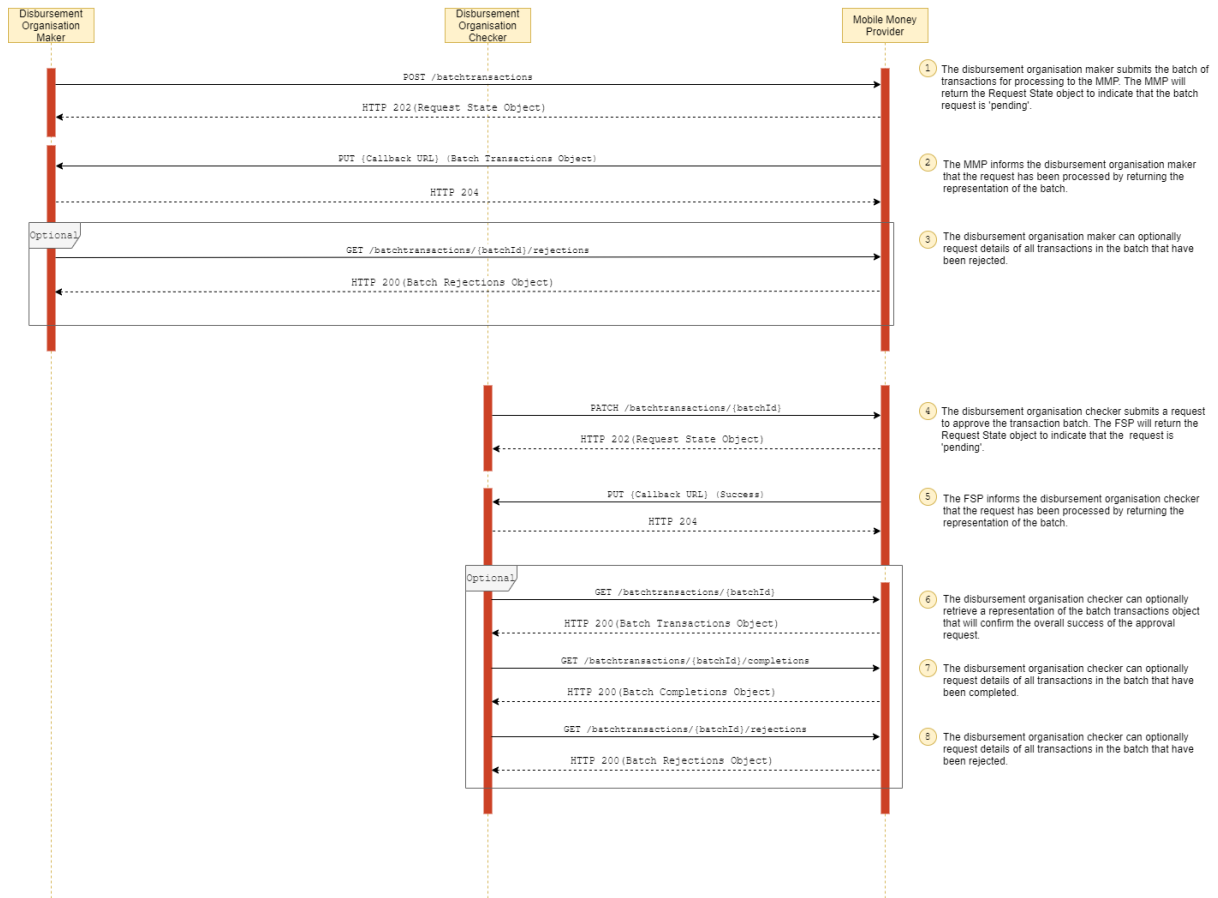 Disbursement
Organisation
Maker
Disbursement
Organisation
Checker
Mobile Money
Provider
POST /batchtransactions
HTTP 202(Request State Object)
1
The disbursement organisation maker submits the batch of
transactions for processing to the MMP. The MMP will
return the Request State object to indicate that the batch
request is 'pending'.
PUT {Callback URL} (Batch Transactions Object)
HTTP 204
2
The MMP informs the disbursement organisation maker
that the request has been processed by returning the
representation of the batch.
Optional
GET /batchtransactions/{batchId}/rejections
HTTP 200(Batch Rejections Object)
3
The disbursement organisation maker can optionally
request details of all transactions in the batch that have
been rejected.
PATCH /batchtransactions/{batchId}
HTTP 202(Request State Object)
4
The disbursement organisation checker submits a request
to approve the transaction batch. The FSP will return the
Request State object to indicate that the  request is
'pending'.
PUT {Callback URL} (Success)
HTTP 204
5
The FSP informs the disbursement organisation checker
that the request has been processed by returning the
representation of the batch.
Optional
GET /batchtransactions/{batchId}
HTTP 200(Batch Transactions Object)
6
The disbursement organisation checker can optionally
retrieve a representation of the batch transactions object
that will confirm the overall success of the approval
request.
GET /batchtransactions/{batchId}/completions
HTTP 200(Batch Completions Object)
7
The disbursement organisation checker can optionally
request details of all transactions in the batch that have
been completed.
GET /batchtransactions/{batchId}/rejections
HTTP 200(Batch Rejections Object)
8
The disbursement organisation checker can optionally
request details of all transactions in the batch that have
been rejected.